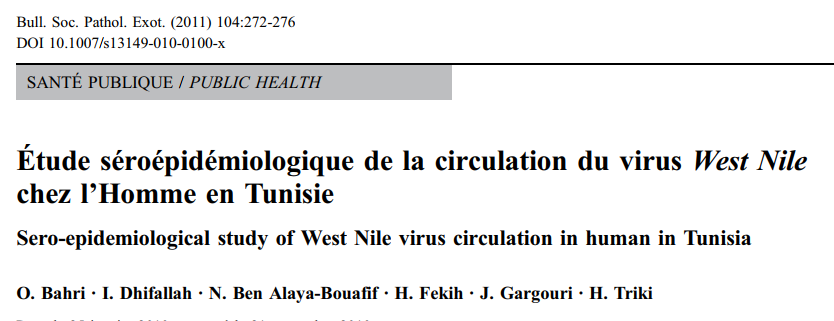 Bull. Soc. Pathol. Exot. (2011) 104:272-276
DOI 10.1007/s13149-010-0100-x
SANTÉ PUBLIQUE / PUBLIC HEALTH
Étude séroépidémiologique de la circulation du virus West Nile
chez l’Homme en Tunisie
Sero-epidemiological study of West Nile virus circulation in human in Tunisia
O. Bahri · I. Dhifallah · N. Ben Alaya-Bouafif · H. Fekih · J. Gargouri · H. Triki